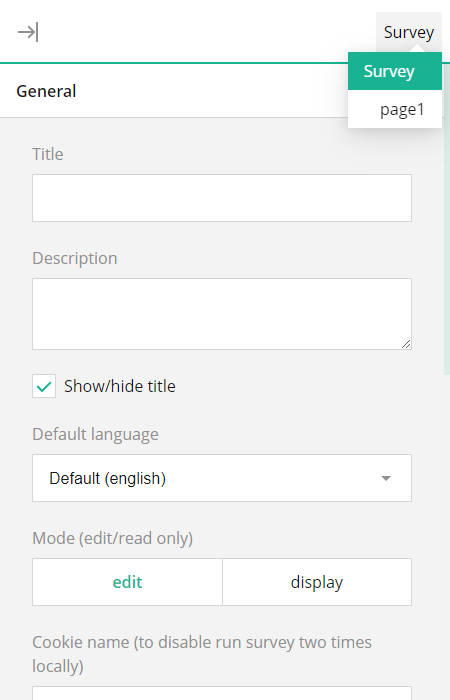 Survey
Survey
page1
General
Title
Description
Show/hide title
Default language
Default (english)
Mode (edit/read only)
edit display
Cookie name (to disable run survey two times
locally)